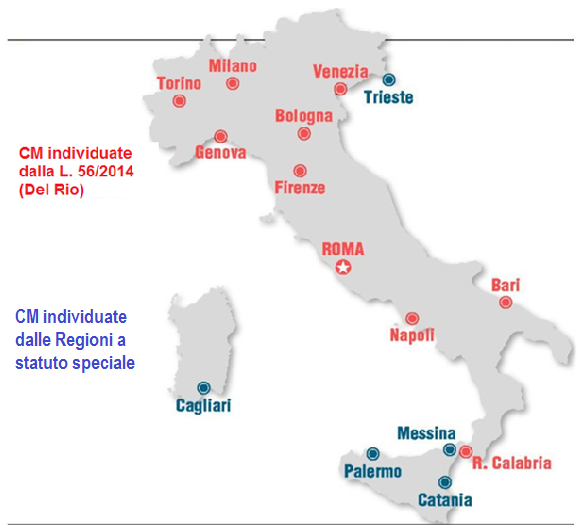 Milano
Venezia
Torino
Trieste
Bologna
Genova
CM individuate
dalla L. 56/2014
(Del Rio)
Firenze
ROMA
Bari
CM individuate
dalle Regioni a
statuto speciale
Napoli
Cagliari
Messina
R. Calabria
Palermo
Catania